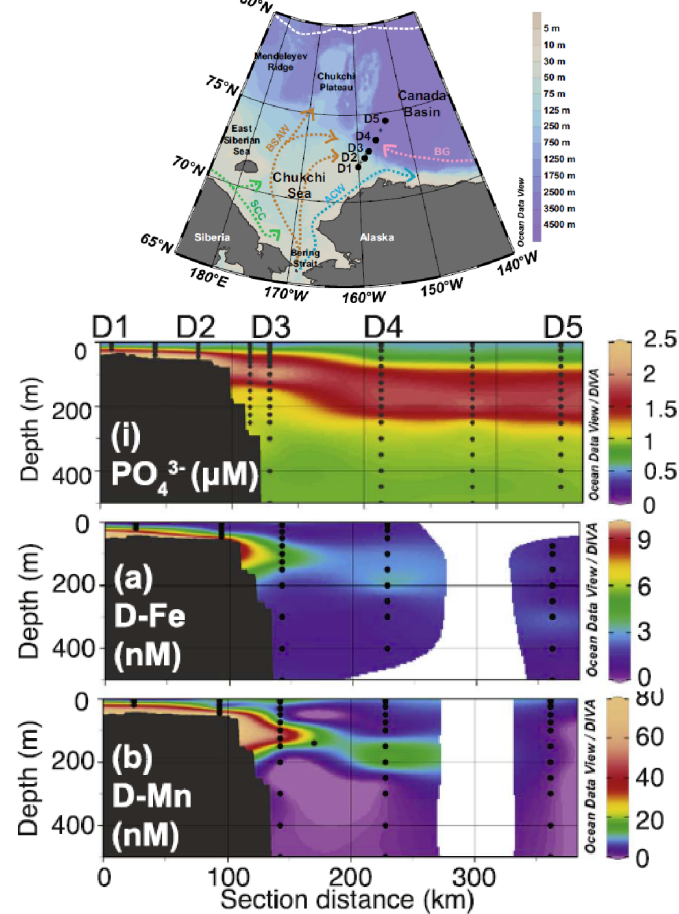 80°N
5 m
10 m
30 m
50 m
75 m
125 m
250 m
750 m
1250 m
1750 m
2500 m
3500 m
4500 m
Ocean Data View
Mendeleyev
Ridge
Chukchi
Plateau
Canada
Basin
75°N
D5
D4
D3
D2
D1
BSAW
BG
East
Siberian
Sea
70°N
Chukchi
Sea
ACW
SCC
Siberia
Alaska
Bering
Strait
65°N
180°E
170°W
160°W
150°W
140°W
D1 D2 D3 D4 D5
0
200
400
Depth (m)
(i)
PO₄³⁻ (µM)
Ocean Data View / DIVA
2.5
2
1.5
1
0.5
0
0
200
400
Depth (m)
(a)
D-Fe
(nM)
Ocean Data View / DIVA
9
6
3
0
0
200
400
Depth (m)
(b)
D-Mn
(nM)
Ocean Data View / DIVA
80
60
40
20
0
0 100 200 300
Section distance (km)